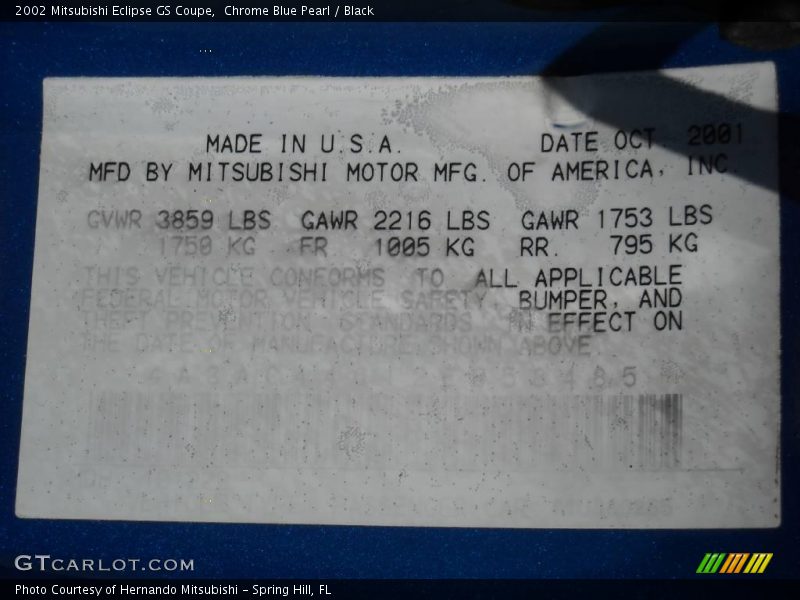 2002 Mitsubishi Eclipse GS Coupe,  Chrome Blue Pearl / Black
MADE IN U.S.A. DATE OCT 2001
MFD BY MITSUBISHI MOTOR MFG. OF AMERICA, INC.
GVWR 3859 LBS GAWR 2216 LBS GAWR 1753 LBS
1750 KG FR 1005 KG RR. 795 KG
THIS VEHICLE CONFORMS TO ALL APPLICABLE
FEDERAL MOTOR VEHICLE SAFETY, BUMPER, AND
THEFT PREVENTION STANDARDS IN EFFECT ON
THE DATE OF MANUFACTURE SHOWN ABOVE
GTCARLOT.COM
Photo Courtesy of Hernando Mitsubishi - Spring Hill, FL